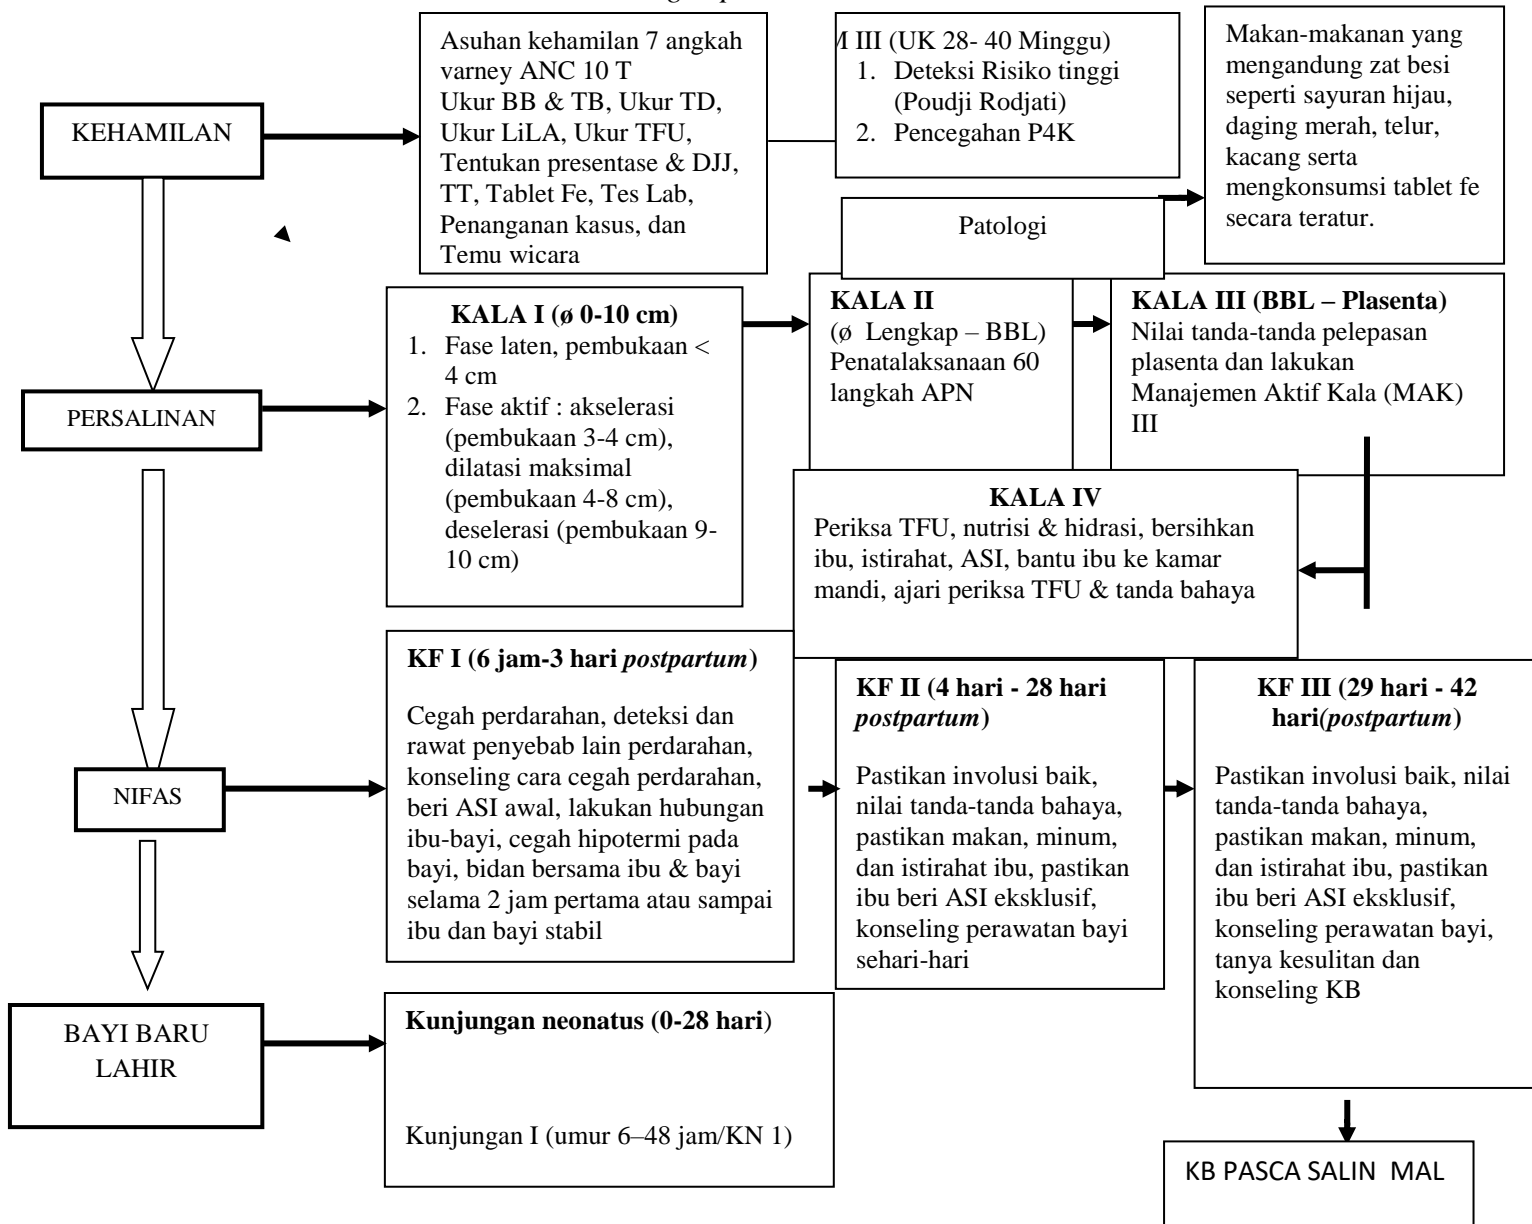 KEHAMILAN
Asuhan kehamilan 7 angkah
varney ANC 10 T
Ukur BB & TB, Ukur TD,
Ukur LiLA, Ukur TFU,
Tentukan presentase & DJJ,
TT, Tablet Fe, Tes Lab,
Penanganan kasus, dan
Temu wicara
III (UK 28- 40 Minggu)
1. Deteksi Risiko tinggi
(Poudji Rodjati)
2. Pencegahan P4K
Patologi
Makan-makanan yang
mengandung zat besi
seperti sayuran hijau,
daging merah, telur,
kacang serta
mengkonsumsi tablet fe
secara teratur.
PERSALINAN
KALA I (ø 0-10 cm)
1. Fase laten, pembukaan <
4 cm
2. Fase aktif : akselerasi
(pembukaan 3-4 cm),
dilatasi maksimal
(pembukaan 4-8 cm),
deselerasi (pembukaan 9-
10 cm)
KALA II
(ø Lengkap – BBL)
Penatalaksanaan 60
langkah APN
KALA III (BBL – Plasenta)
Nilai tanda-tanda pelepasan
plasenta dan lakukan
Manajemen Aktif Kala (MAK)
III
KALA IV
Periksa TFU, nutrisi & hidrasi, bersihkan
ibu, istirahat, ASI, bantu ibu ke kamar
mandi, ajari periksa TFU & tanda bahaya
NIFAS
KF I (6 jam-3 hari postpartum)
Cegah perdarahan, deteksi dan
rawat penyebab lain perdarahan,
konseling cara cegah perdarahan,
beri ASI awal, lakukan hubungan
ibu-bayi, cegah hipotermi pada
bayi, bidan bersama ibu & bayi
selama 2 jam pertama atau sampai
ibu dan bayi stabil
KF II (4 hari - 28 hari
postpartum)
Pastikan involusi baik,
nilai tanda-tanda bahaya,
pastikan makan, minum,
dan istirahat ibu, pastikan
ibu beri ASI eksklusif,
konseling perawatan bayi
sehari-hari
KF III (29 hari - 42
hari(postpartum)
Pastikan involusi baik, nilai
tanda-tanda bahaya,
pastikan makan, minum,
dan istirahat ibu, pastikan
ibu beri ASI eksklusif,
konseling perawatan bayi,
tanya kesulitan dan
konseling KB
BAYI BARU
LAHIR
Kunjungan neonatus (0-28 hari)
Kunjungan I (umur 6–48 jam/KN 1)
KB PASCA SALIN MAL